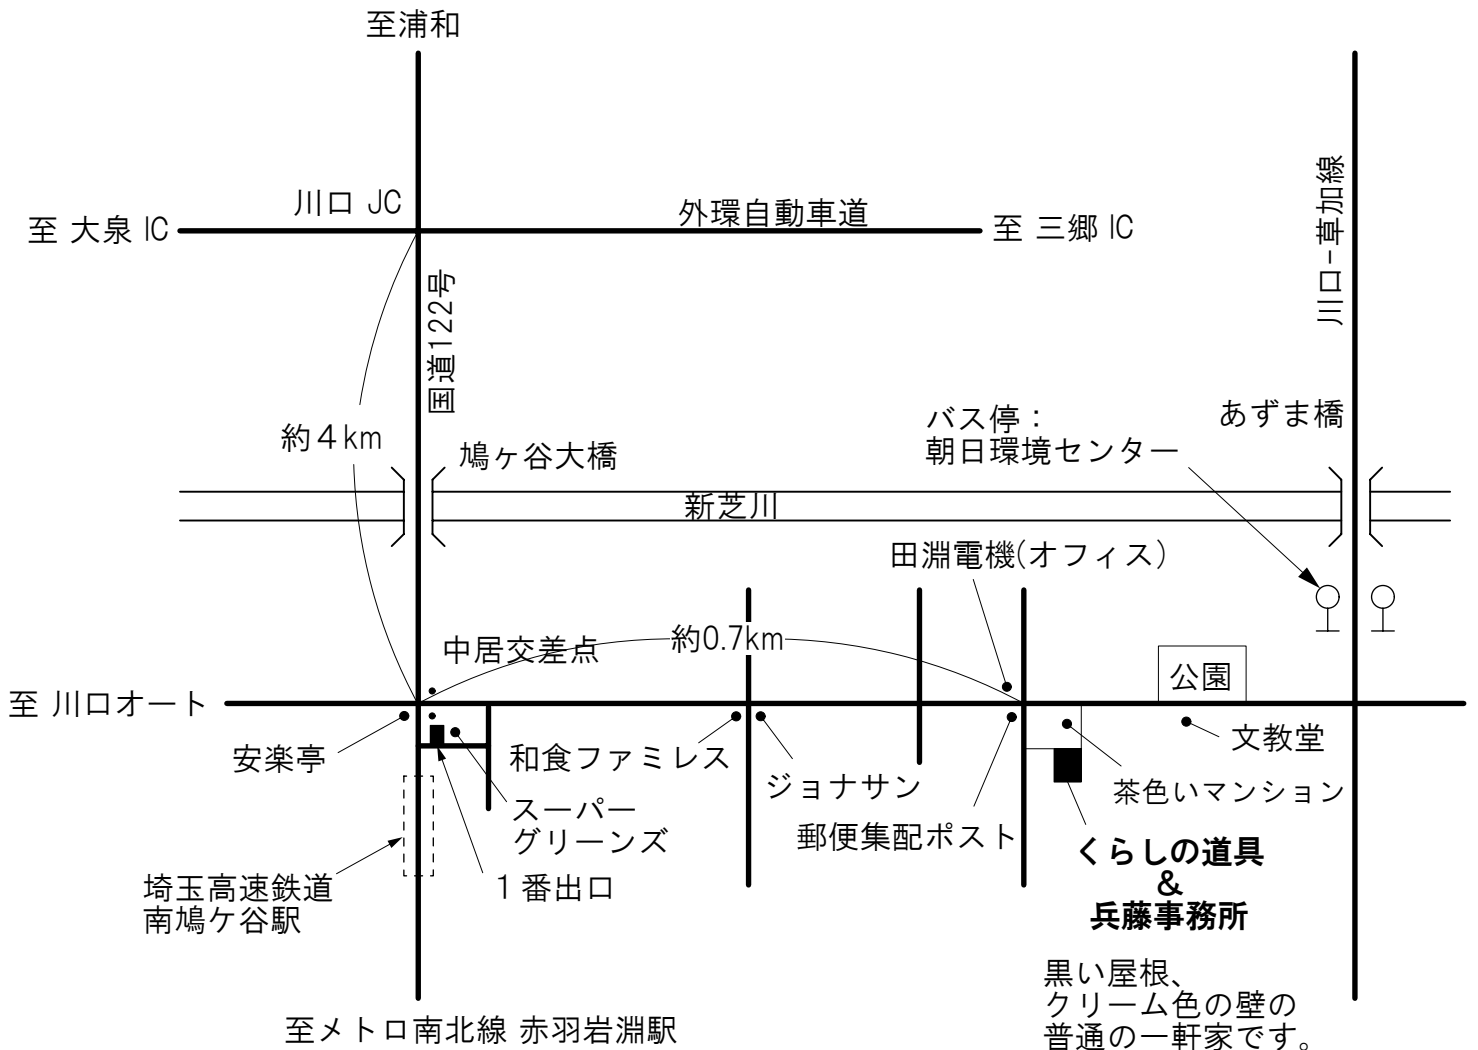 至浦和
川口 JC
外環自動車道
至 大泉 IC
至 三郷 IC
川口-草加線
国道122号
約4km
鳩ヶ谷大橋
バス停：
朝日環境センター
あずま橋
新芝川
田淵電機(オフィス)
中居交差点
約0.7km
公園
至 川口オート
安楽亭
和食ファミレス
ジョナサン
文教堂
茶色いマンション
スーパー
グリーンズ
郵便集配ポスト
くらしの道具
&
兵藤事務所
1番出口
埼玉高速鉄道
南鳩ケ谷駅
黒い屋根、
クリーム色の壁の
普通の一軒家です。
至メトロ南北線 赤羽岩淵駅